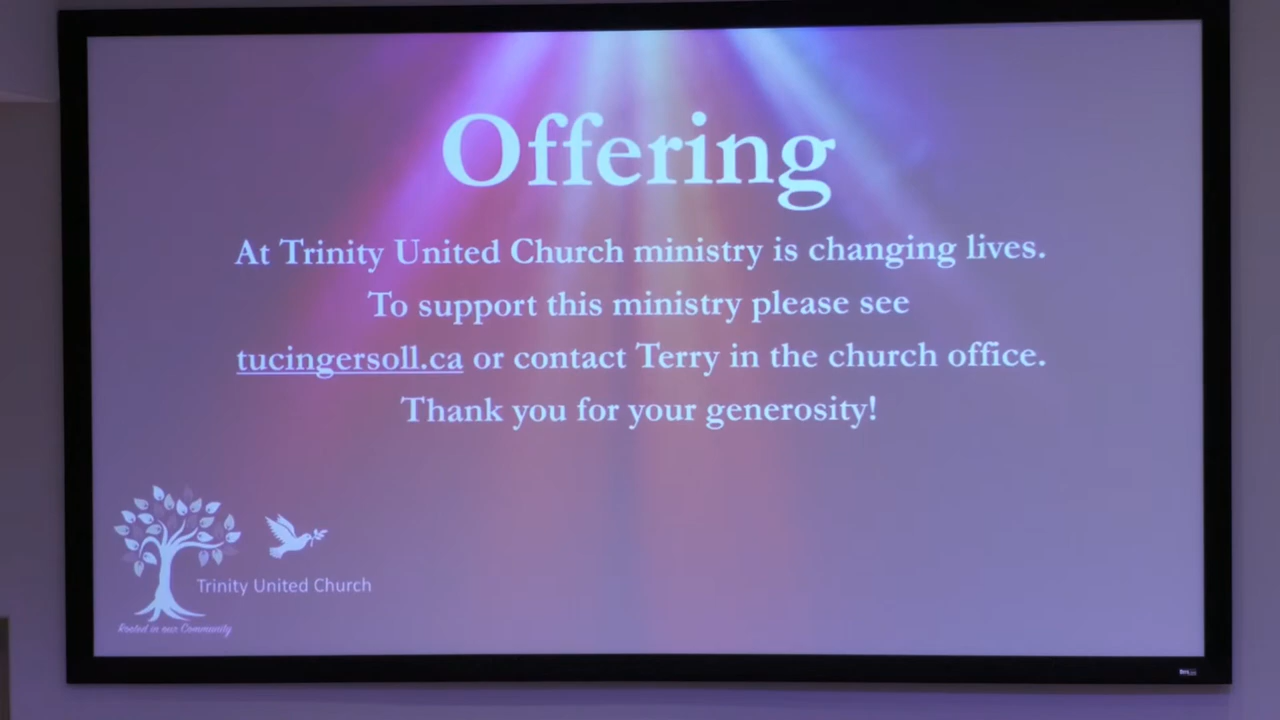 Offering
At Trinity United Church ministry is changing lives.
To support this ministry please see
tucingersoll.ca or contact Terry in the church office.
Thank you for your generosity!
Trinity United Church
Rooted in our Community